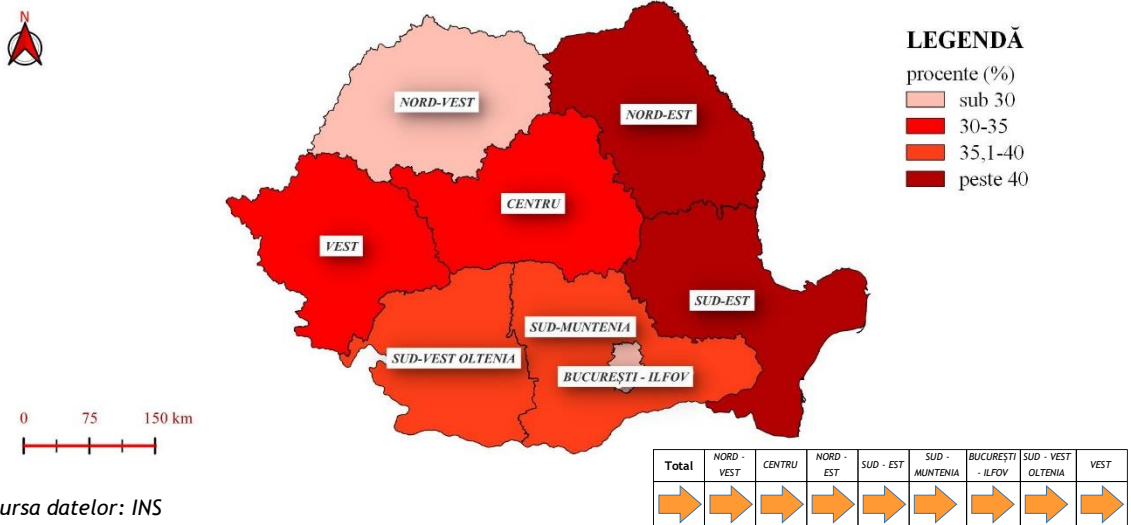 N
LEGENDĂ
procente (%)
sub 30
30-35
35,1-40
peste 40
NORD-VEST
NORD-EST
CENTRU
VEST
SUD-EST
SUD-MUNTENIA
SUD-VEST OLTENIA
BUCUREȘTI - ILFOV
0 75 150 km
Total
NORD - VEST
CENTRU
NORD - EST
SUD - EST
SUD - MUNTENIA
BUCUREȘTI - ILFOV
SUD - VEST OLTENIA
VEST
ursa datelor: INS